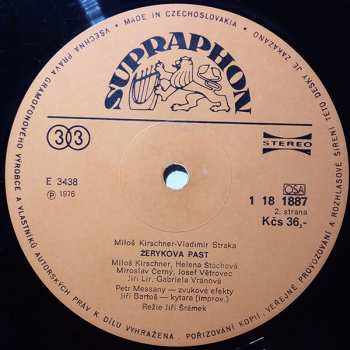 VŠECHNA PRÁVA GRAMOFONOVÉHO VÝROBCE A VLASTNÍKŮ AUTORSKÝCH PRÁV K DÍLU VYHRAŽENA. POŘIZOVÁNÍ KOPIÍ, VEŘEJNÉ PROVOZOVÁNÍ A ROZHLASOVÉ ŠÍŘENÍ TÉTO DESKY JE ZAKÁZÁNO
• MADE IN CZECHOSLOVAKIA •
SUPRAPHON
33
STEREO
E 3438
Ⓟ 1976
OSA
1 18 1887
2. strana
Kčs 36,-
Miloš Kirschner-Vladimír Straka
ŽERYKOVA PAST
Miloš Kirschner, Helena Štáchová
Miroslav Černý, Josef Větrovec
Jiří Lír, Gabriela Vránová
Petr Messány — zvukové efekty
Jiří Bartoš — kytara (improv.)
Režie Jiří Šrámek